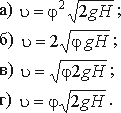 а) υ = φ²√2gH ;
б) υ = 2√φgH ;
в) υ = √φ2gH ;
г) υ = φ√2gH .